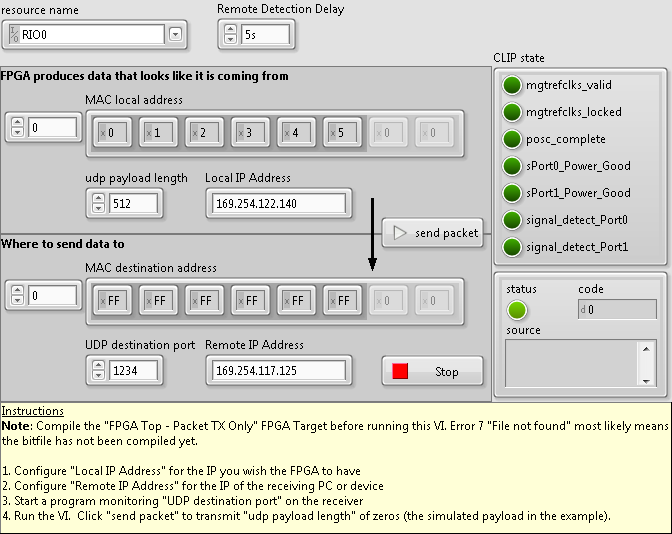 resource name
Remote Detection Delay
I/O RIO0
5s
CLIP state
FPGA produces data that looks like it is coming from
mgtrefclks_valid
MAC local address
mgtrefclks_locked
0
x 0 x 1 x 2 x 3 x 4 x 5 x 0 x 0
posc_complete
sPort0_Power_Good
udp payload length
Local IP Address
sPort1_Power_Good
512
169.254.122.140
signal_detect_Port0
send packet
signal_detect_Port1
Where to send data to
MAC destination address
0
x FF x FF x FF x FF x FF x FF x 0 x 0
status
code
d 0
source
UDP destination port
Remote IP Address
1234
169.254.117.125
Stop
Instructions
Note: Compile the "FPGA Top - Packet TX Only" FPGA Target before running this VI. Error 7 "File not found" most likely means
the bitfile has not been compiled yet.
1. Configure "Local IP Address" for the IP you wish the FPGA to have
2. Configure "Remote IP Address" for the IP of the receiving PC or device
3. Start a program monitoring "UDP destination port" on the receiver
4. Run the VI. Click "send packet" to transmit "udp payload length" of zeros (the simulated payload in the example).